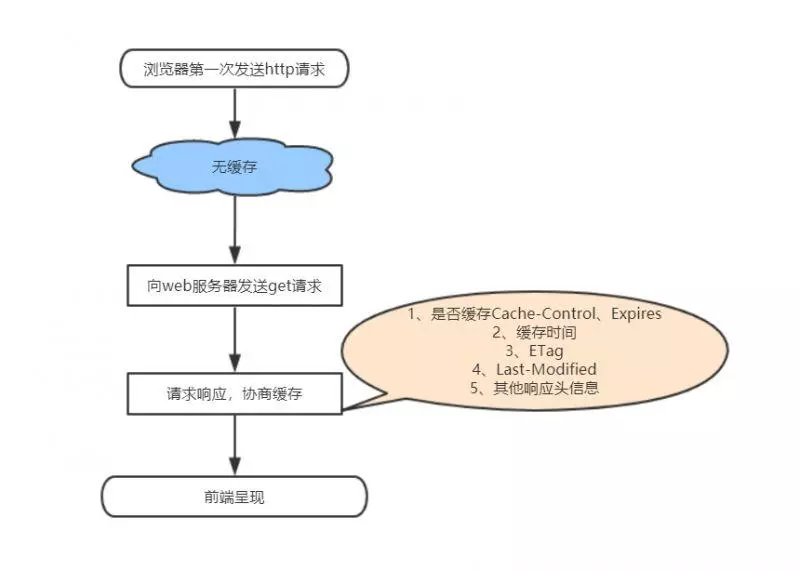 浏览器第一次发送http请求
无缓存
向web服务器发送get请求
1、是否缓存Cache-Control、Expires
2、缓存时间
3、ETag
4、Last-Modified
5、其他响应头信息
请求响应，协商缓存
前端呈现